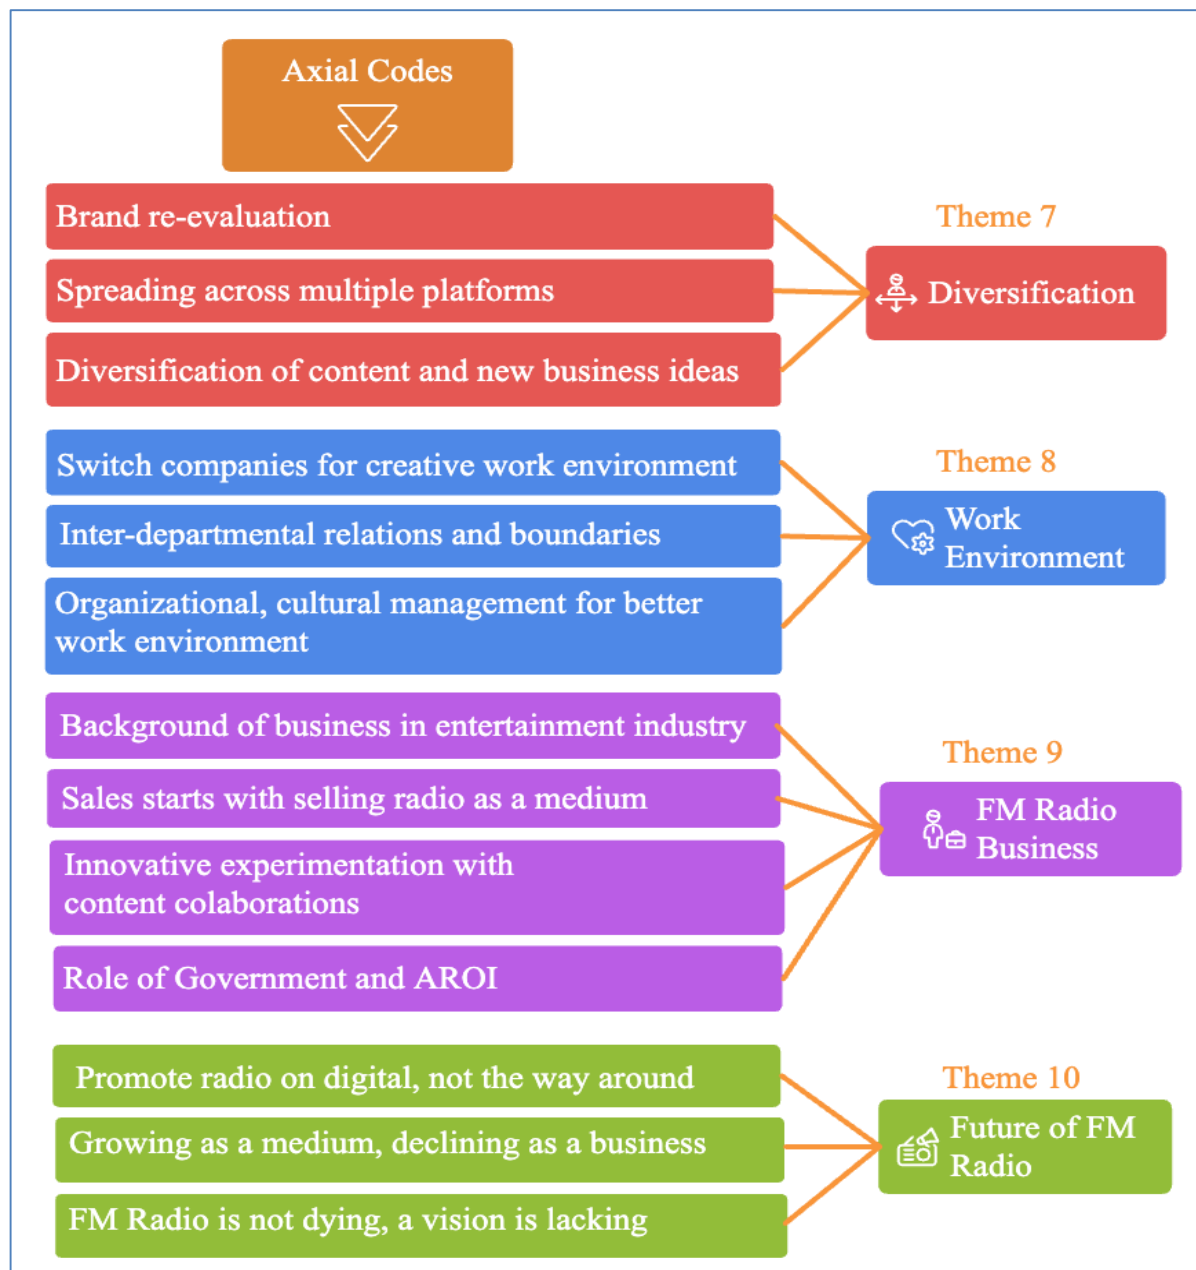 Axial Codes
Brand re-evaluation
Spreading across multiple platforms
Diversification of content and new business ideas
Theme 7
Diversification
Switch companies for creative work environment
Inter-departmental relations and boundaries
Organizational, cultural management for better
work environment
Theme 8
Work
Environment
Background of business in entertainment industry
Sales starts with selling radio as a medium
Innovative experimentation with
content colaborations
Role of Government and AROI
Theme 9
FM Radio
Business
Promote radio on digital, not the way around
Growing as a medium, declining as a business
FM Radio is not dying, a vision is lacking
Theme 10
Future of FM
Radio